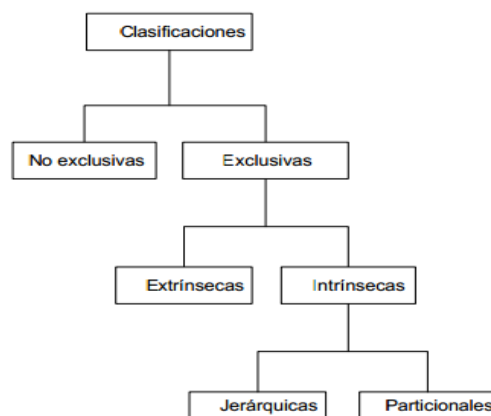 Clasificaciones
No exclusivas
Exclusivas
Extrínsecas
Intrínsecas
Jerárquicas
Particionales